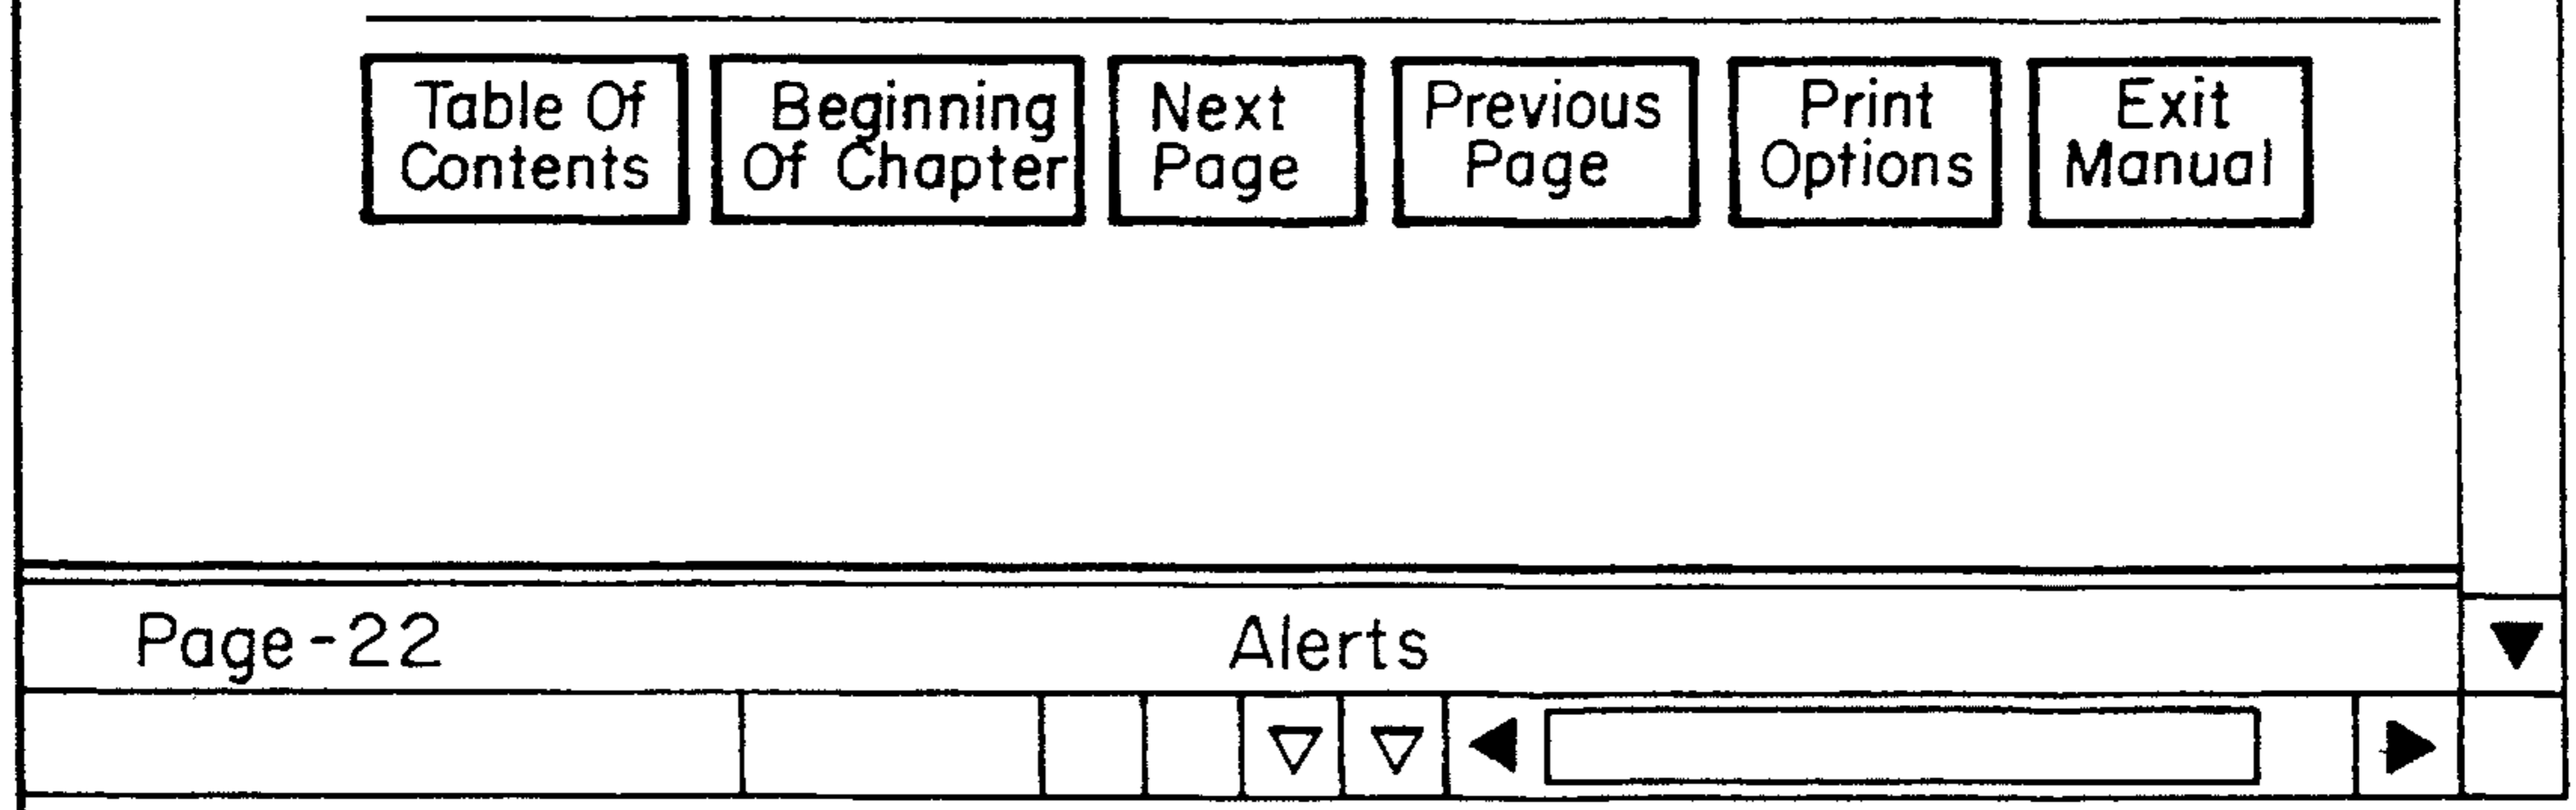 Table Of
Contents
Beginning
Of Chapter
Next
Page
Previous
Page
Print
Options
Exit
Manual
Page-22
Alerts